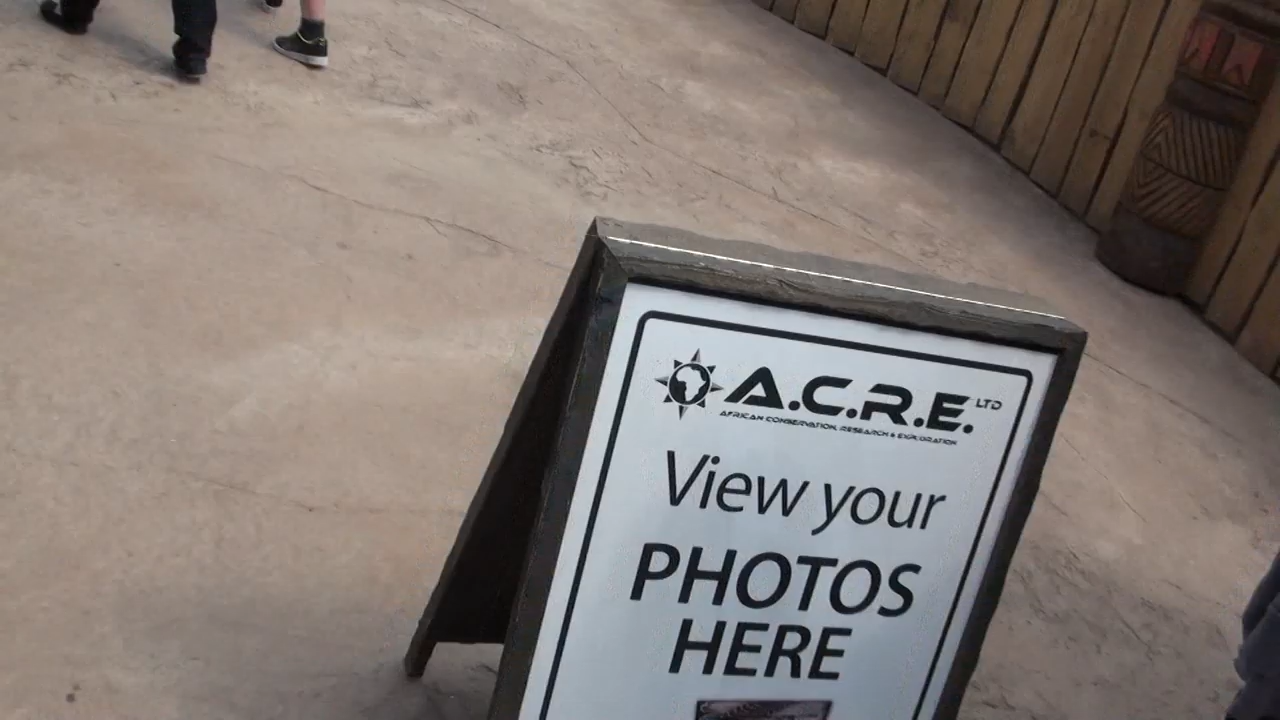 A.C.R.E. LTD
AFRICAN CONSERVATION, RESEARCH & EXPLORATION
View your
PHOTOS
HERE